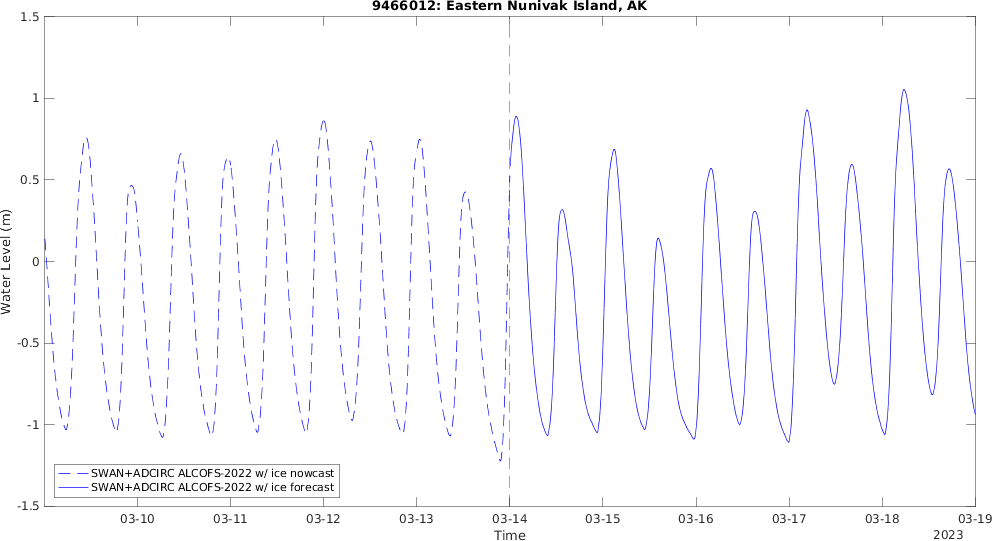 9466012: Eastern Nunivak Island, AK
1.5
1
0.5
0
-0.5
-1
-1.5
Water Level (m)
SWAN+ADCIRC ALCOFS-2022 w/ ice nowcast
SWAN+ADCIRC ALCOFS-2022 w/ ice forecast
03-10 03-11 03-12 03-13 03-14 03-15 03-16 03-17 03-18 03-19
Time
2023